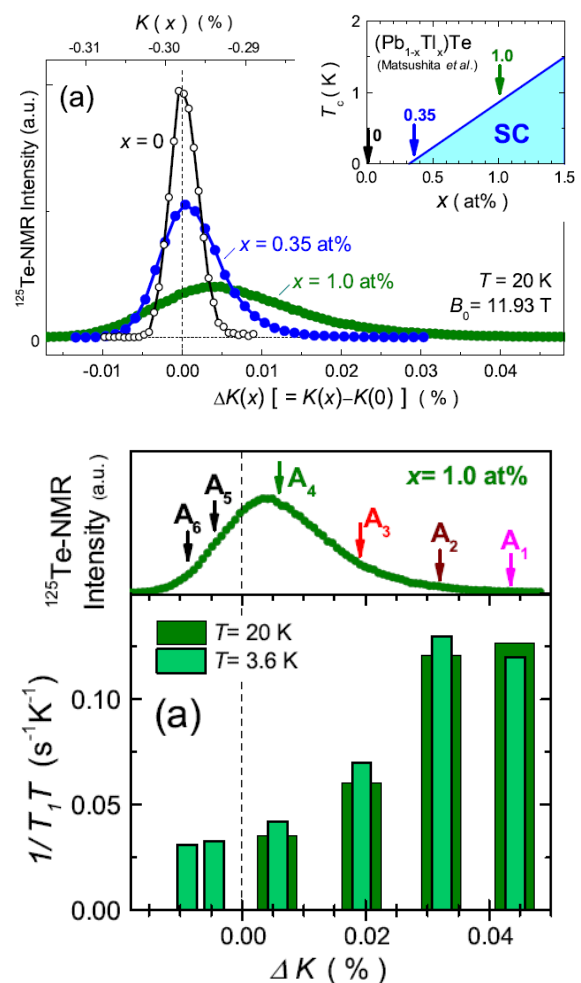 K(x) (%)
-0.31 -0.30 -0.29
(a)
x = 0
x = 0.35 at%
x = 1.0 at%
T = 20 K
B₀ = 11.93 T
¹²⁵Te-NMR Intensity (a.u.)
0
-0.01 0.00 0.01 0.02 0.03 0.04
ΔK(x) [ = K(x)–K(0) ] (%)
(Pb₁₋ₓTlₓ)Te
(Matsushita et al.)
T_c (K)
2
1
0
0
0.35
1.0
SC
0.0 0.5 1.0 1.5
x (at%)
x = 1.0 at%
¹²⁵Te-NMR
Intensity (a.u.)
A₆
A₅
A₄
A₃
A₂
A₁
T = 20 K
T = 3.6 K
(a)
1/T₁T (s⁻¹K⁻¹)
0.10
0.05
0.00
0.00 0.02 0.04
ΔK (%)